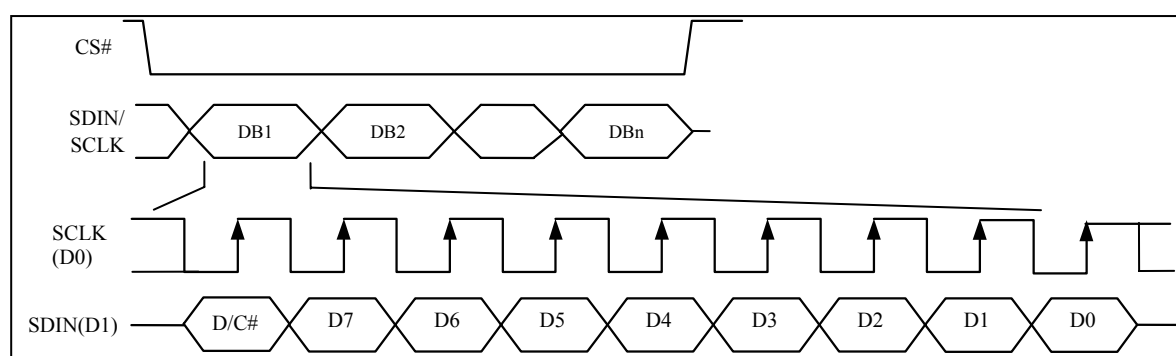 CS#
SDIN/
SCLK
DB1 DB2 DBn
SCLK
(D0)
SDIN(D1) D/C# D7 D6 D5 D4 D3 D2 D1 D0